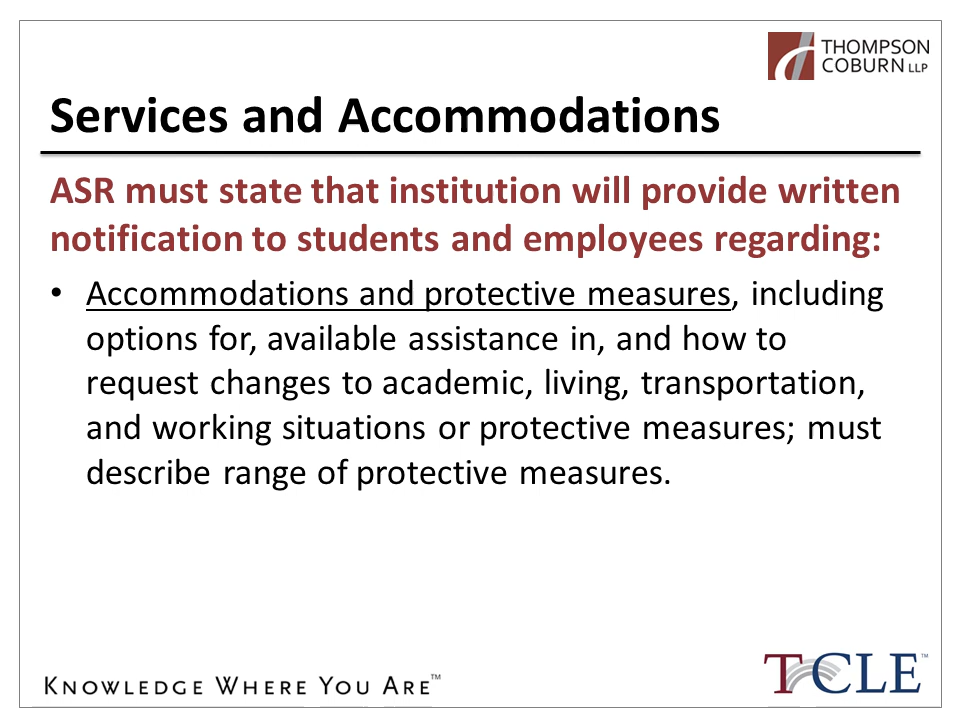 THOMPSON
COBURN LLP
Services and Accommodations
ASR must state that institution will provide written
notification to students and employees regarding:
• Accommodations and protective measures, including
options for, available assistance in, and how to
request changes to academic, living, transportation,
and working situations or protective measures; must
describe range of protective measures.
KNOWLEDGE WHERE YOU ARE™
TCLE™